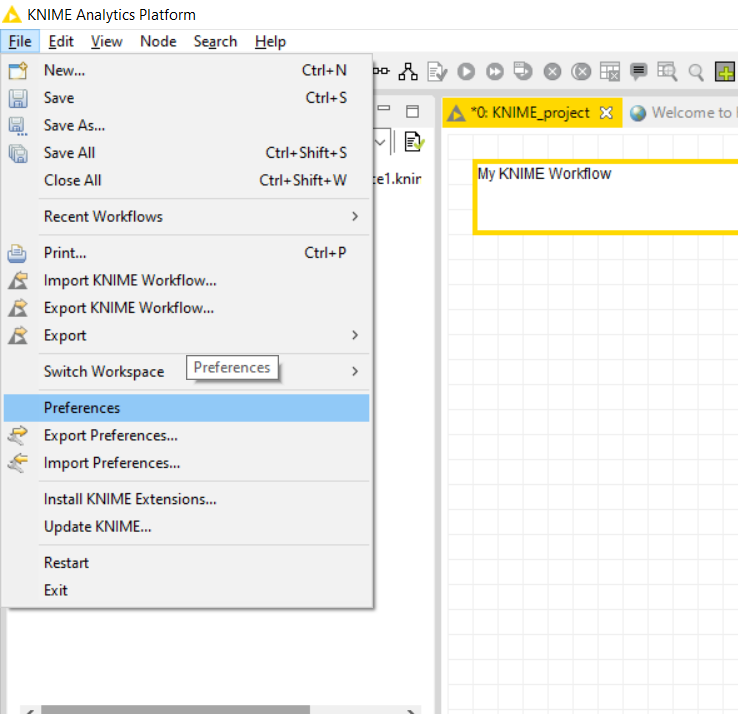 KNIME Analytics Platform
File Edit View Node Search Help
New... Ctrl+N
Save Ctrl+S
Save As...
Save All Ctrl+Shift+S
Close All Ctrl+Shift+W
Recent Workflows
Print... Ctrl+P
Import KNIME Workflow...
Export KNIME Workflow...
Export
Switch Workspace
Preferences
Preferences
Export Preferences...
Import Preferences...
Install KNIME Extensions...
Update KNIME...
Restart
Exit
*0: KNIME_project
Welcome to
My KNIME Workflow